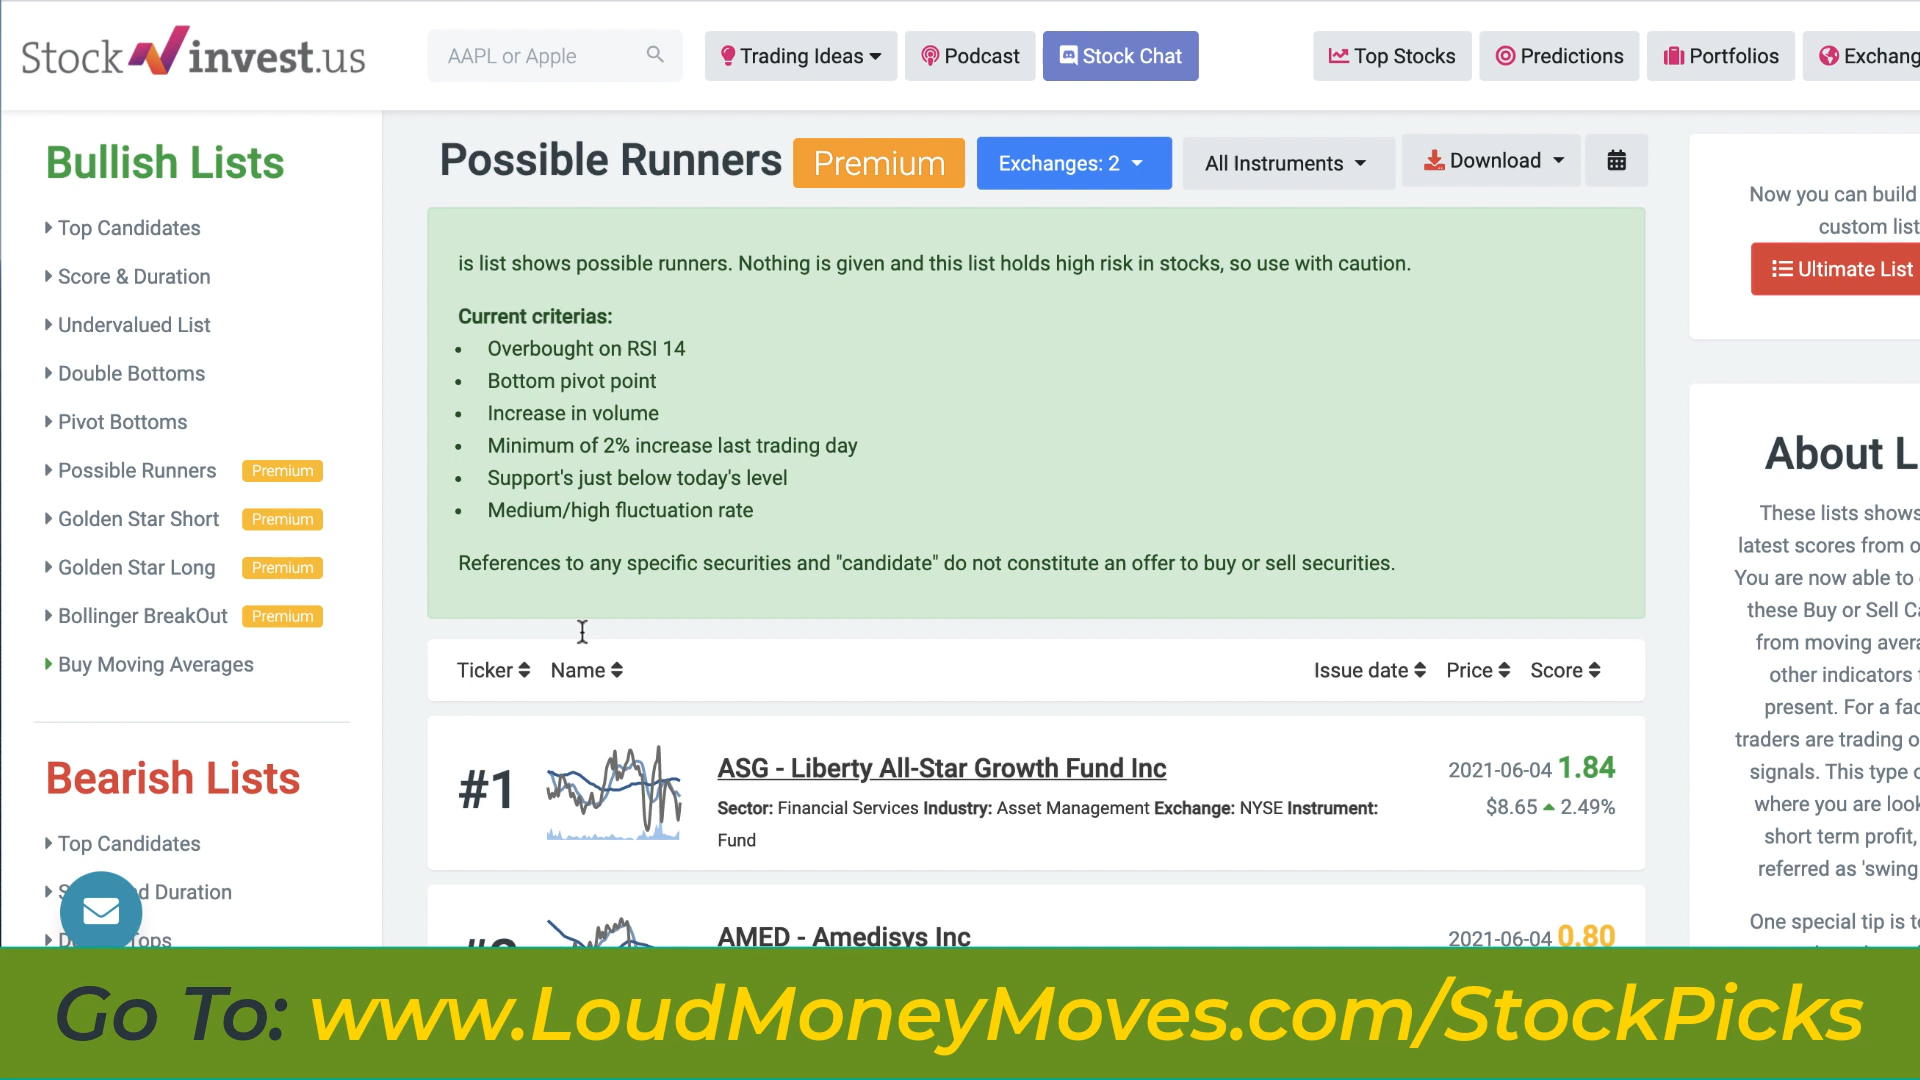 Stock invest.us
AAPL or Apple
Trading Ideas
Podcast
Stock Chat
Top Stocks
Predictions
Portfolios
Exchang
Bullish Lists
Top Candidates
Score & Duration
Undervalued List
Double Bottoms
Pivot Bottoms
Possible Runners Premium
Golden Star Short Premium
Golden Star Long Premium
Bollinger BreakOut Premium
Buy Moving Averages
Bearish Lists
Top Candidates
d Duration
Tops
Possible Runners Premium
Exchanges: 2
All Instruments
Download
is list shows possible runners. Nothing is given and this list holds high risk in stocks, so use with caution.
Current criterias:
• Overbought on RSI 14
• Bottom pivot point
• Increase in volume
• Minimum of 2% increase last trading day
• Support's just below today's level
• Medium/high fluctuation rate
References to any specific securities and "candidate" do not constitute an offer to buy or sell securities.
Ticker Name Issue date Price Score
#1
ASG - Liberty All-Star Growth Fund Inc
Sector: Financial Services Industry: Asset Management Exchange: NYSE Instrument:
Fund
2021-06-04 1.84
$8.65 2.49%
AMED - Amedisys Inc
2021-06-04 0.80
Now you can build
custom list
Ultimate List
About L
These lists shows
latest scores from o
You are now able to
these Buy or Sell Ca
from moving avera
other indicators t
present. For a fac
traders are trading o
signals. This type o
where you are look
short term profit,
referred as 'swing
One special tip is to
Go To: www.LoudMoneyMoves.com/StockPicks